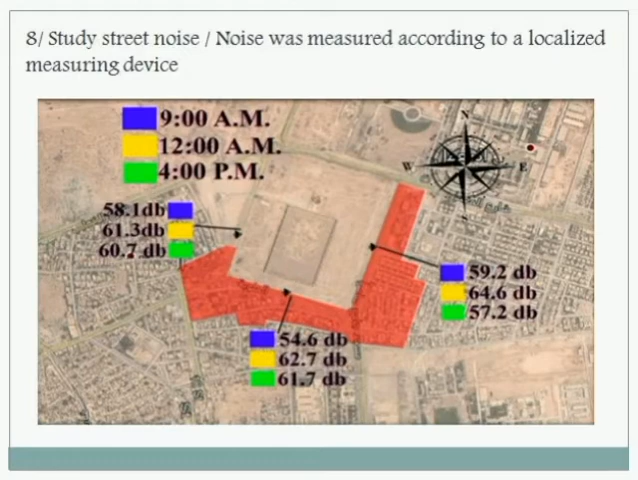 8/ Study street noise / Noise was measured according to a localized
measuring device
9:00 A.M.
12:00 A.M.
4:00 P.M.
N
W
E
58.1db
61.3db
60.7 db
59.2 db
64.6 db
57.2 db
54.6 db
62.7 db
61.7 db